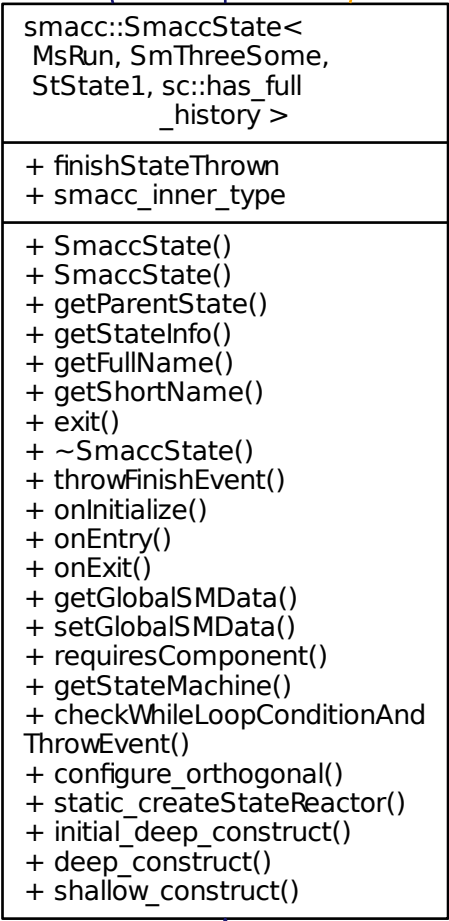 smacc::SmaccState<
MsRun, SmThreeSome,
StState1, sc::has_full
_history >
+ finishStateThrown
+ smacc_inner_type
+ SmaccState()
+ SmaccState()
+ getParentState()
+ getStateInfo()
+ getFullName()
+ getShortName()
+ exit()
+ ~SmaccState()
+ throwFinishEvent()
+ onInitialize()
+ onEntry()
+ onExit()
+ getGlobalSMData()
+ setGlobalSMData()
+ requiresComponent()
+ getStateMachine()
+ checkWhileLoopConditionAnd
ThrowEvent()
+ configure_orthogonal()
+ static_createStateReactor()
+ initial_deep_construct()
+ deep_construct()
+ shallow_construct()